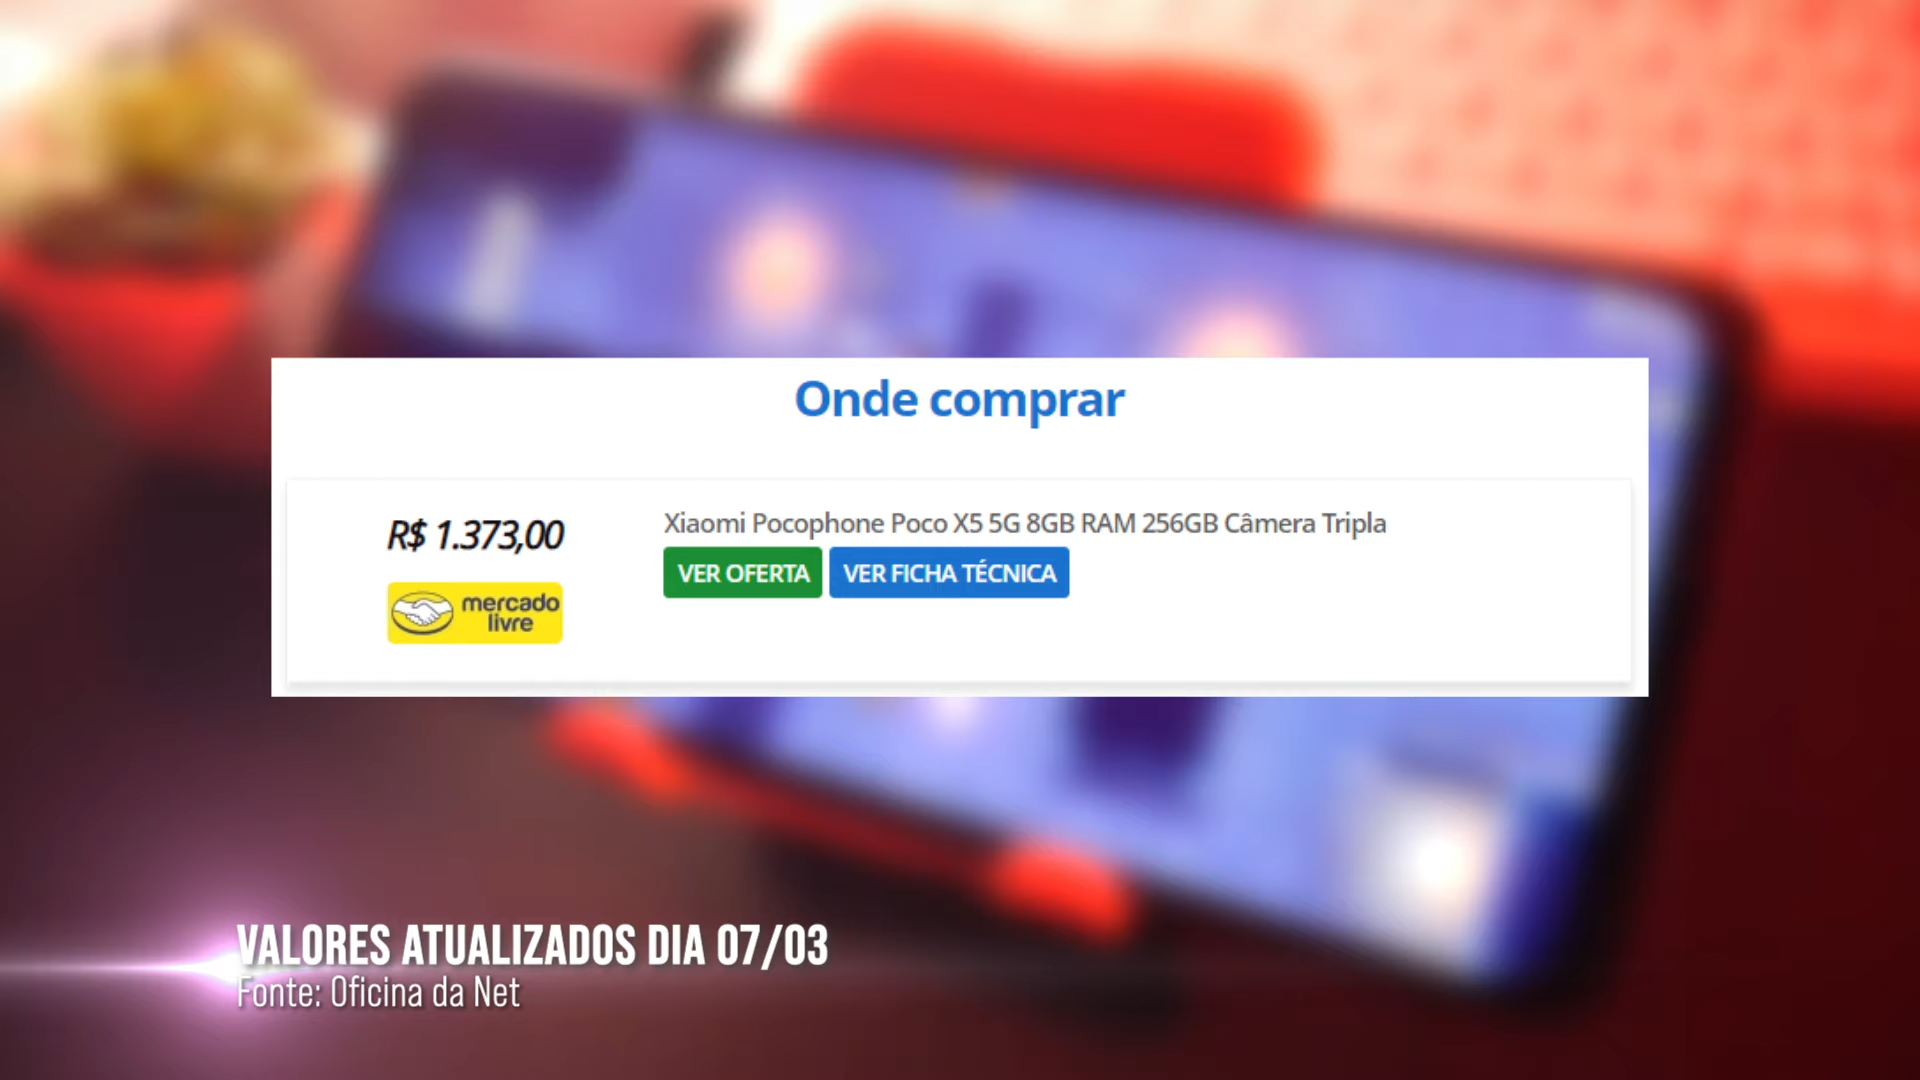 Onde comprar
R$ 1.373,00
Xiaomi Pocophone Poco X5 5G 8GB RAM 256GB Câmera Tripla
VER OFERTA VER FICHA TÉCNICA
mercado
livre
VALORES ATUALIZADOS DIA 07/03
Fonte: Oficina da Net